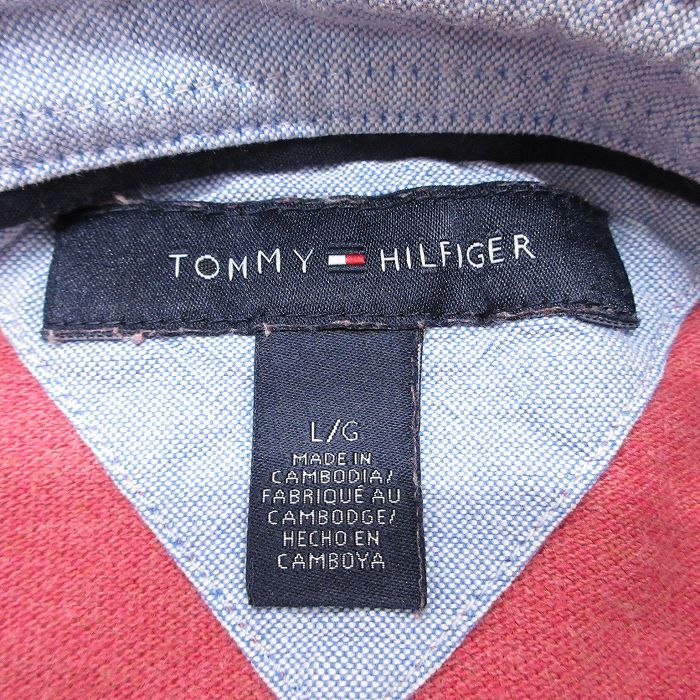 TOMMY HILFIGER
L/G
MADE IN
CAMBODIA/
FABRIQUÉ AU
CAMBODGE/
HECHO EN
CAMBOYA